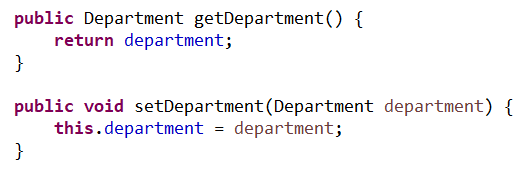 public Department getDepartment() {
    return department;
}
public void setDepartment(Department department) {
    this.department = department;
}